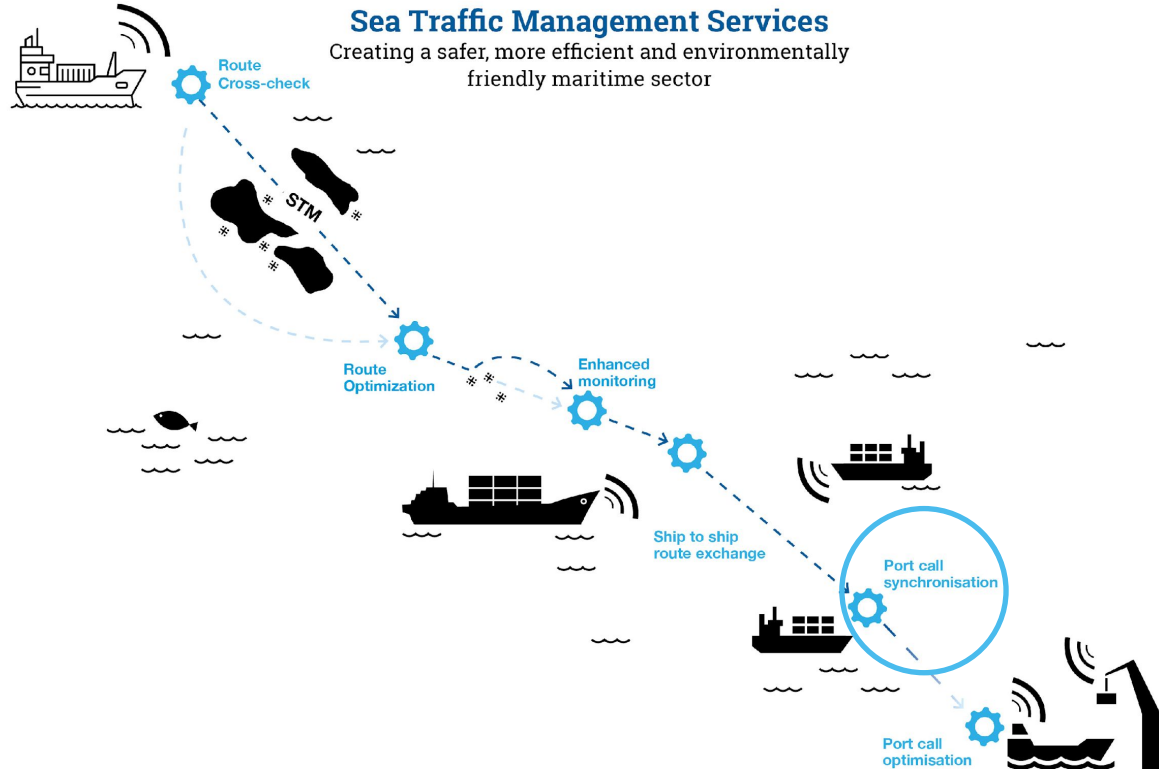 Sea Traffic Management Services
Creating a safer, more efficient and environmentally
friendly maritime sector
Route
Cross-check
STM
Route
Optimization
Enhanced
monitoring
Ship to ship
route exchange
Port call
synchronisation
Port call
optimisation